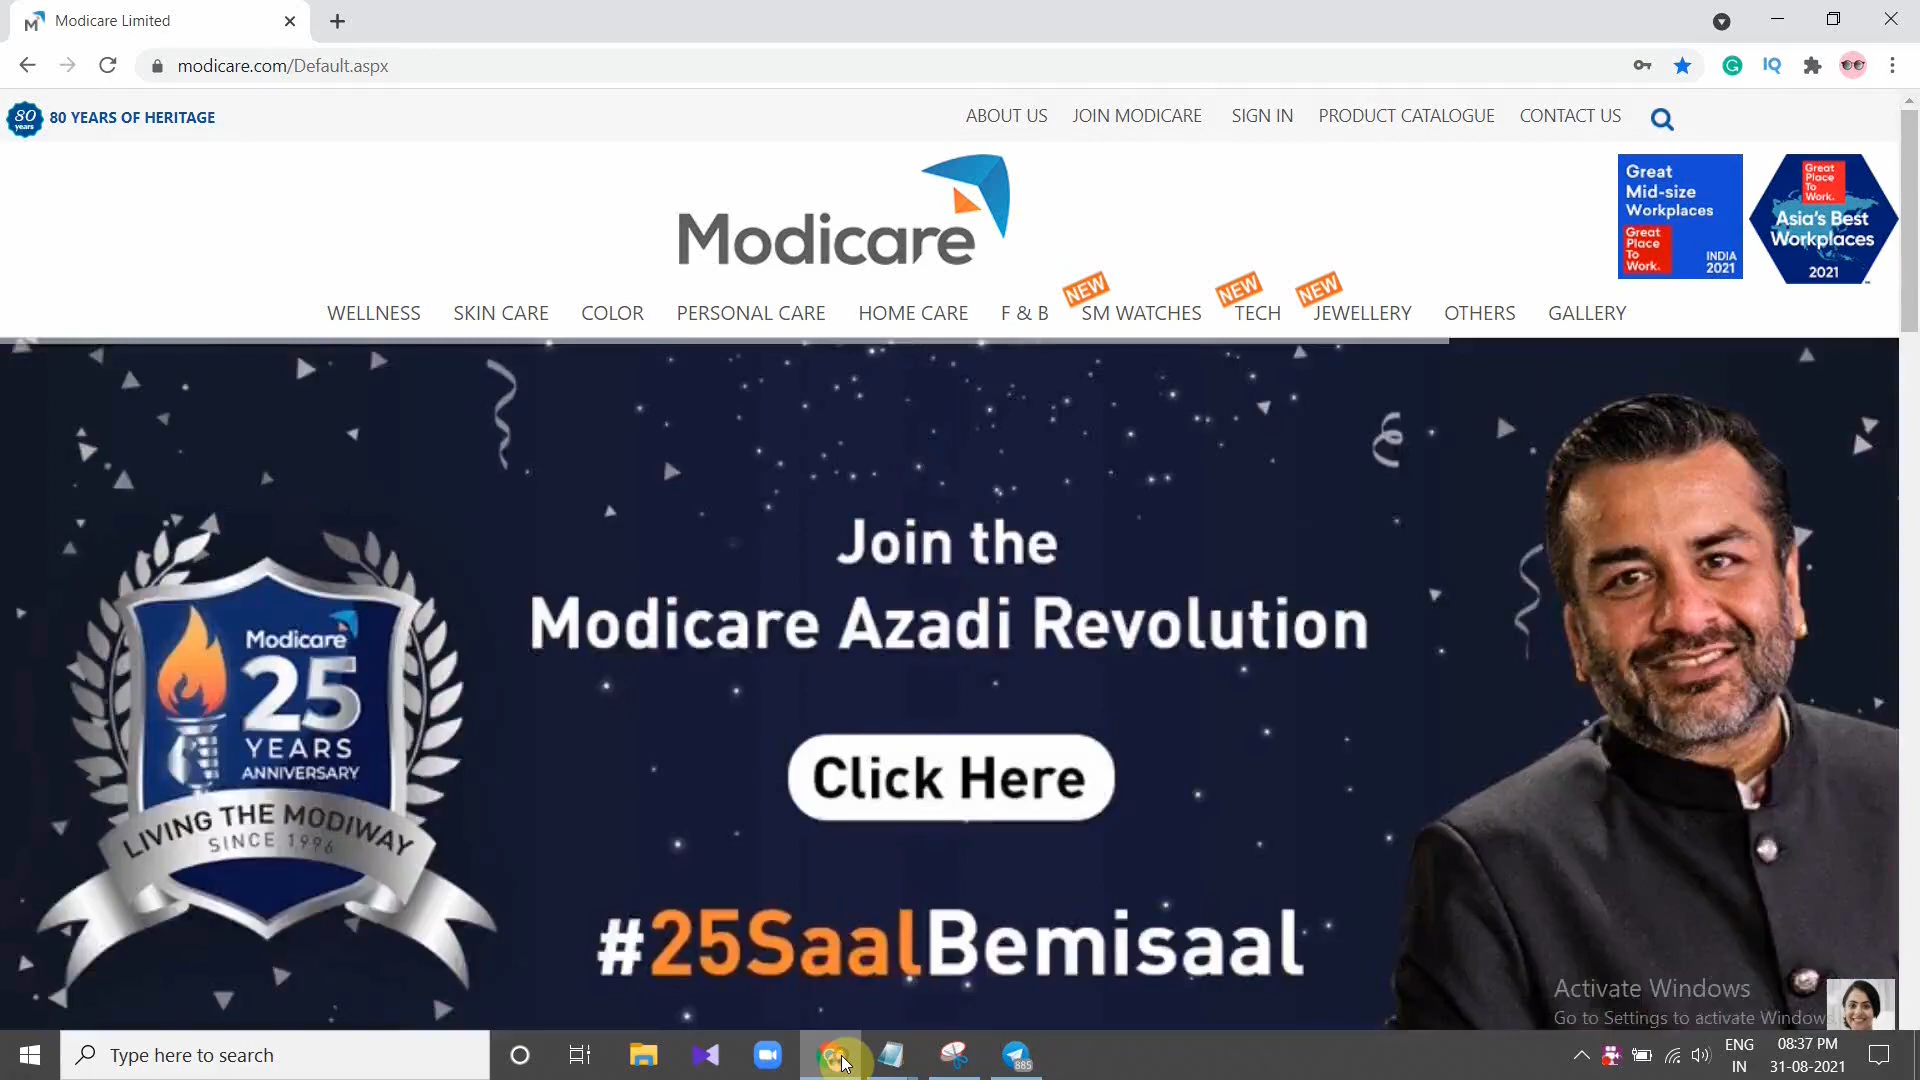 Modicare Limited
modicare.com/Default.aspx
80 years
80 YEARS OF HERITAGE
ABOUT US JOIN MODICARE SIGN IN PRODUCT CATALOGUE CONTACT US
Modicare
Great
Mid-size
Workplaces
Great
Place
To
Work.
INDIA
2021
Great
Place
To
Work.
Asia's Best
Workplaces
2021
NEW NEW NEW
WELLNESS SKIN CARE COLOR PERSONAL CARE HOME CARE F & B SM WATCHES TECH JEWELLERY OTHERS GALLERY
Join the
Modicare Azadi Revolution
Click Here
#25SaalBemisaal
Modicare
25
YEARS
ANNIVERSARY
LIVING THE MODIWAY
SINCE 1996
Activate Windows
Go to Settings to activate Window
Type here to search
885
ENG
IN
08:37 PM
31-08-2021